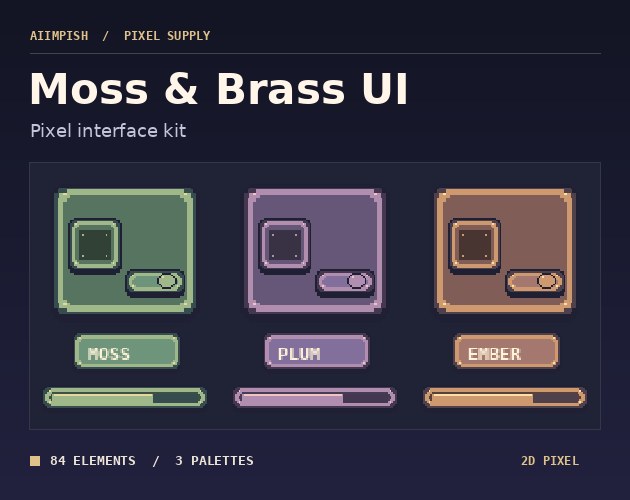 AIIMPISH / PIXEL SUPPLY
Moss & Brass UI
Pixel interface kit
MOSS PLUM EMBER
84 ELEMENTS / 3 PALETTES 2D PIXEL